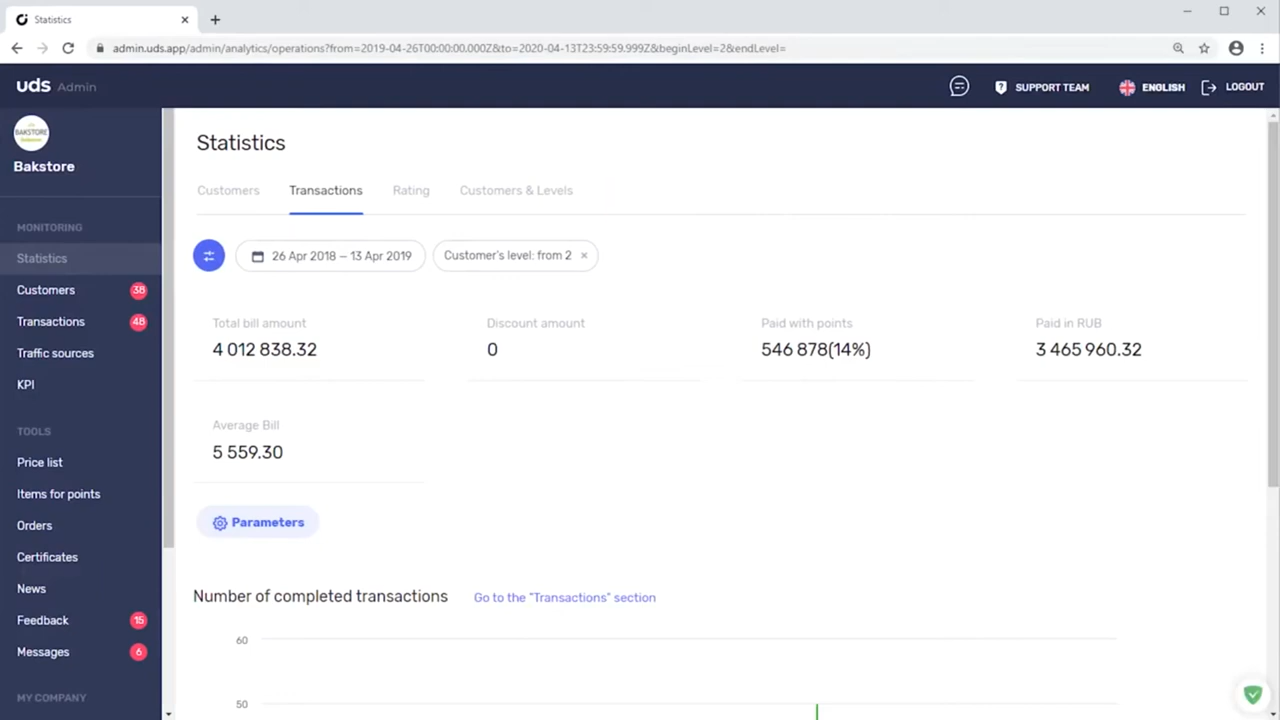 Statistics
admin.uds.app/admin/analytics/operations?from=2019-04-26T00:00:00.000Z&to=2020-04-13T23:59:59.999Z&beginLevel=2&endLevel=
uds Admin
SUPPORT TEAM
ENGLISH
LOGOUT
BAKSTORE
Bakstore
MONITORING
Statistics
Customers 38
Transactions 48
Traffic sources
KPI
TOOLS
Price list
Items for points
Orders
Certificates
News
Feedback 15
Messages 6
MY COMPANY
Statistics
Customers Transactions Rating Customers & Levels
26 Apr 2018 – 13 Apr 2019 Customer's level: from 2 ×
Total bill amount Discount amount Paid with points Paid in RUB
4 012 838.32 0 546 878(14%) 3 465 960.32
Average Bill
5 559.30
Parameters
Number of completed transactions Go to the "Transactions" section
60
50